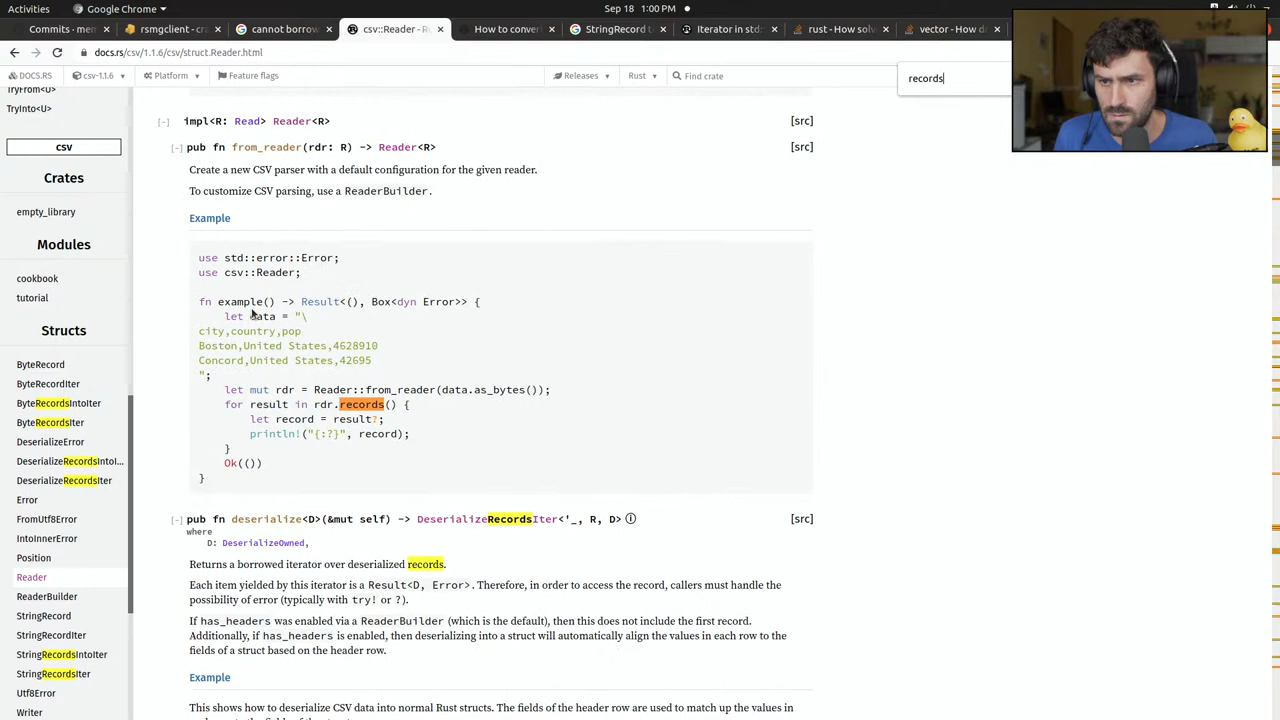 Activities
Google Chrome
Sep 18 1:00 PM
Commits - mem
rsmgclient - cra
cannot borrow
csv::Reader - Ru
How to convert
StringRecord to
Iterator in std::
rust - How do
vector - How do
docs.rs/csv/1.1.6/csv/struct.Reader.html
DOCS.RS
csv-1.1.6
Platform
Feature flags
Releases
Rust
Find crate
records
TryFrom<U>
TryInto<U>
csv
Crates
empty_library
Modules
cookbook
tutorial
Structs
ByteRecord
ByteRecordIter
ByteRecordsIntoIter
ByteRecordsIter
DeserializeError
DeserializeRecordsIntoI...
DeserializeRecordsIter
Error
FromUtf8Error
IntoInnerError
Position
Reader
ReaderBuilder
StringRecord
StringRecordIter
StringRecordsIntoIter
StringRecordsIter
Utf8Error
Writer
[-] impl<R: Read> Reader<R> [src]
[-] pub fn from_reader(rdr: R) -> Reader<R> [src]
Create a new CSV parser with a default configuration for the given reader.
To customize CSV parsing, use a ReaderBuilder.
Example
use std::error::Error;
use csv::Reader;
fn example() -> Result<(), Box<dyn Error>> {
let data = "\
city,country,pop
Boston,United States,4628910
Concord,United States,42695
";
let mut rdr = Reader::from_reader(data.as_bytes());
for result in rdr.records() {
let record = result?;
println!("{:?}", record);
}
Ok(())
}
[-] pub fn deserialize<D>(&mut self) -> DeserializeRecordsIter<'_, R, D> ⓘ [src]
where
D: DeserializeOwned,
Returns a borrowed iterator over deserialized records.
Each item yielded by this iterator is a Result<D, Error>. Therefore, in order to access the record, callers must handle the
possibility of error (typically with try! or ?).
If has_headers was enabled via a ReaderBuilder (which is the default), then this does not include the first record.
Additionally, if has_headers is enabled, then deserializing into a struct will automatically align the values in each row to the
fields of a struct based on the header row.
Example
This shows how to deserialize CSV data into normal Rust structs. The fields of the header row are used to match up the values in